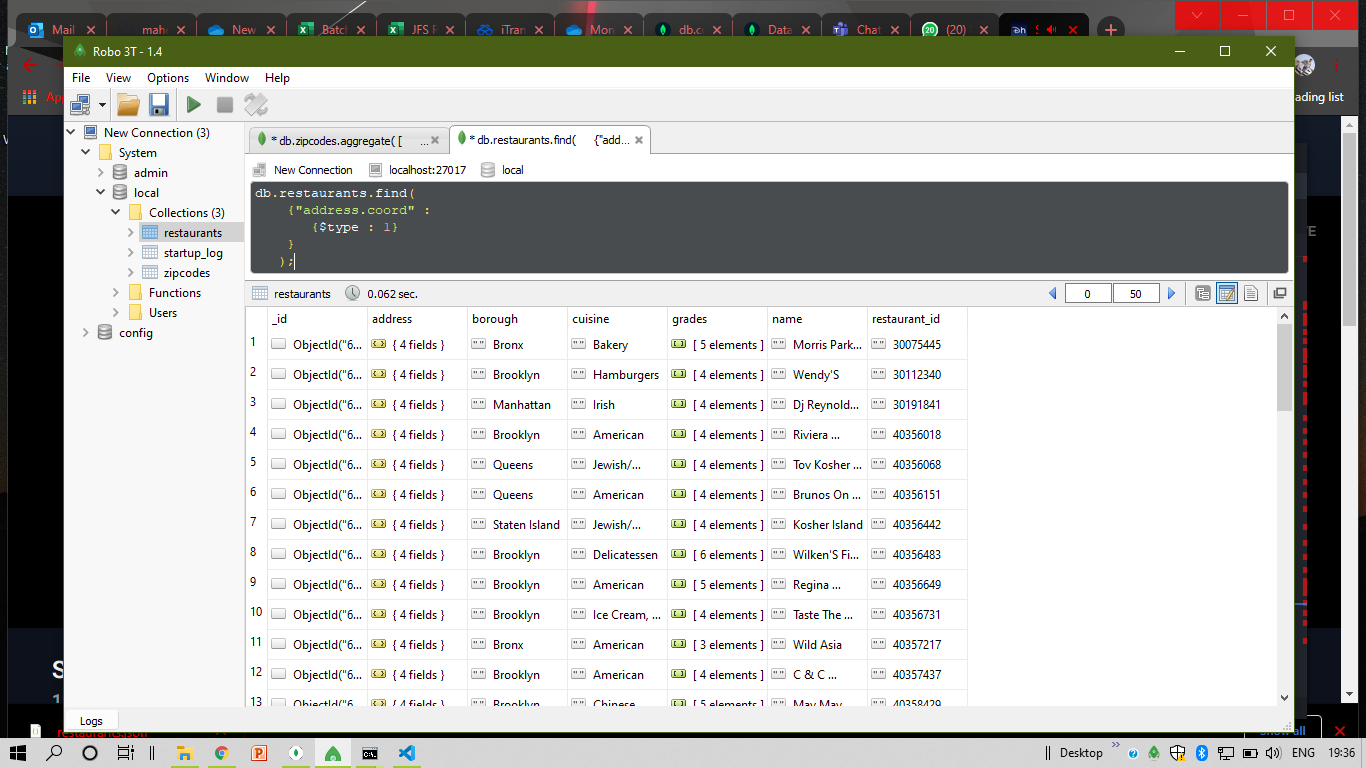 Mail
mah
New
Batch
JFS F
iTran
Mon
db.c
Data
Chat
20 (20)
Robo 3T - 1.4
File View Options Window Help
ading list
New Connection (3)
System
admin
local
Collections (3)
restaurants
startup_log
zipcodes
Functions
Users
config
* db.zipcodes.aggregate( [ ...
* db.restaurants.find( {"add...
New Connection localhost:27017 local
db.restaurants.find(
{"address.coord" :
{$type : 1}
}
);
restaurants 0.062 sec. 0 50
_id address borough cuisine grades name restaurant_id
1 ObjectId("6... { 4 fields } Bronx Bakery [ 5 elements ] Morris Park... 30075445
2 ObjectId("6... { 4 fields } Brooklyn Hamburgers [ 4 elements ] Wendy'S 30112340
3 ObjectId("6... { 4 fields } Manhattan Irish [ 4 elements ] Dj Reynold... 30191841
4 ObjectId("6... { 4 fields } Brooklyn American [ 4 elements ] Riviera ... 40356018
5 ObjectId("6... { 4 fields } Queens Jewish/... [ 4 elements ] Tov Kosher ... 40356068
6 ObjectId("6... { 4 fields } Queens American [ 4 elements ] Brunos On ... 40356151
7 ObjectId("6... { 4 fields } Staten Island Jewish/... [ 4 elements ] Kosher Island 40356442
8 ObjectId("6... { 4 fields } Brooklyn Delicatessen [ 6 elements ] Wilken'S Fi... 40356483
9 ObjectId("6... { 4 fields } Brooklyn American [ 5 elements ] Regina ... 40356649
10 ObjectId("6... { 4 fields } Brooklyn Ice Cream, ... [ 4 elements ] Taste The ... 40356731
11 ObjectId("6... { 4 fields } Bronx American [ 3 elements ] Wild Asia 40357217
12 ObjectId("6... { 4 fields } Brooklyn American [ 4 elements ] C & C ... 40357437
13 ObjectId("6... { 4 fields } Brooklyn Chinese [ 5 elements ] May May 40358429
Logs
restaurants.json
Show all
Desktop ENG 19:36